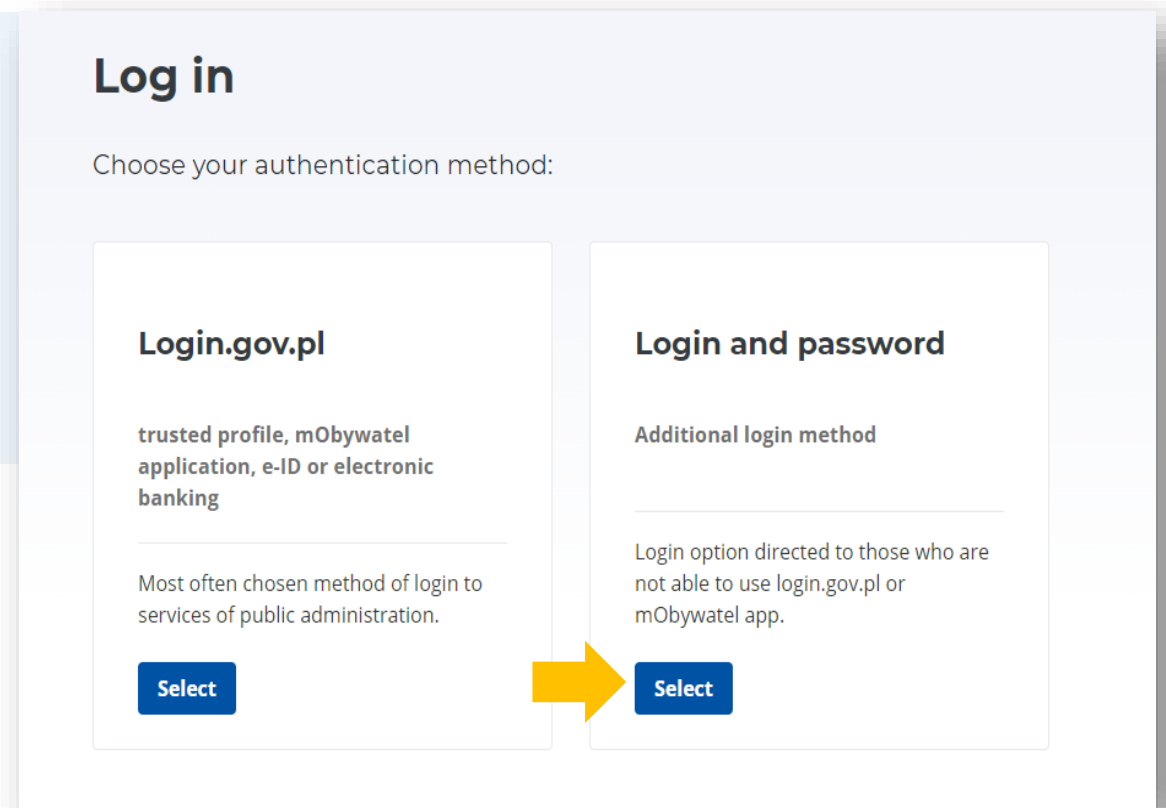 Log in
Choose your authentication method:
Login.gov.pl
trusted profile, mObywatel
application, e-ID or electronic
banking
Most often chosen method of login to
services of public administration.
Select
Login and password
Additional login method
Login option directed to those who are
not able to use login.gov.pl or
mObywatel app.
Select